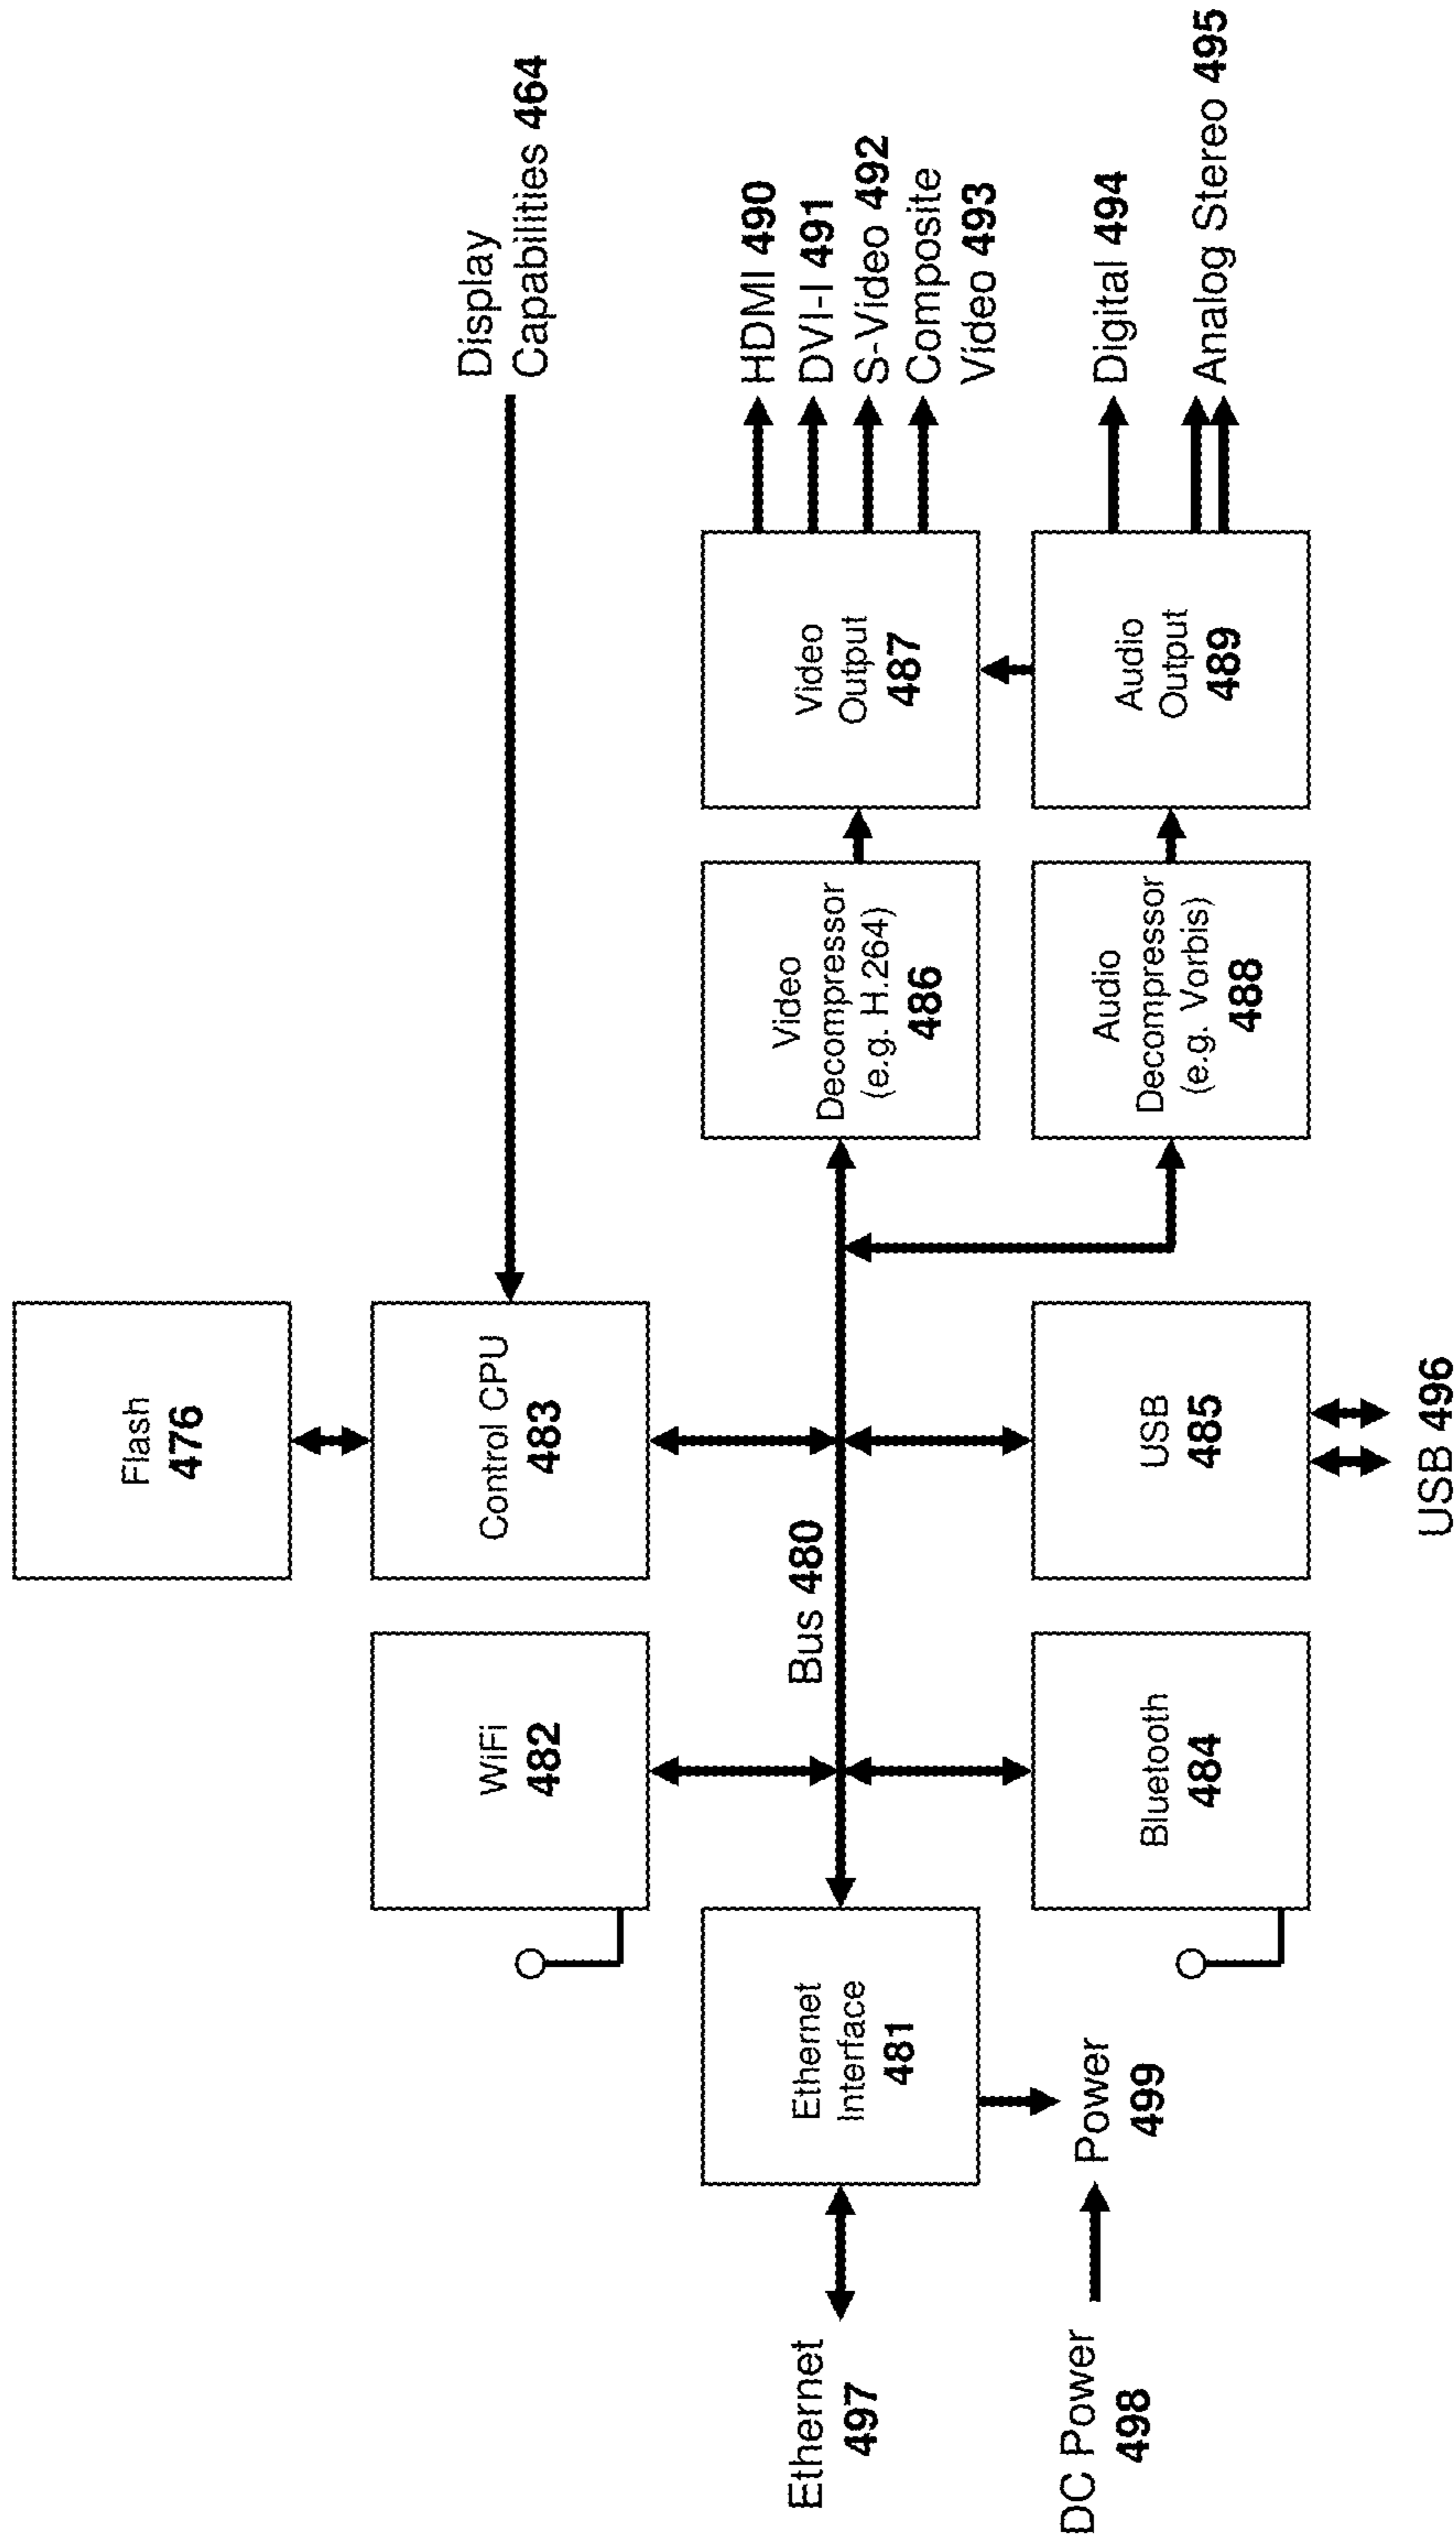 Flash
476
Display
Capabilities 464
WiFi
482
Control CPU
483
Bus 480
Ethernet
497
Ethernet
Interface
481
Video
Decompressor
(e.g. H.264)
486
Video
Output
487
HDMI 490
DVI-I 491
S-Video 492
Composite
Video 493
DC Power
498
Power
499
Bluetooth
484
USB
485
Audio
Decompressor
(e.g. Vorbis)
488
Audio
Output
489
Digital 494
Analog Stereo 495
USB 496